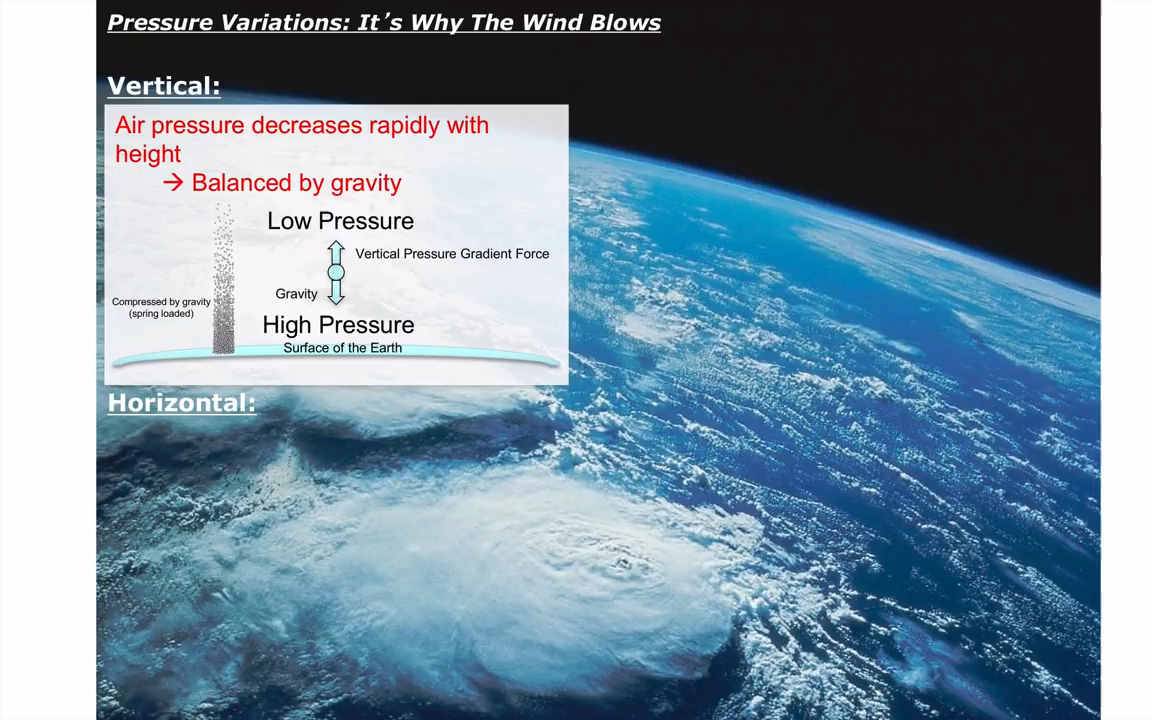 Pressure Variations: It’s Why The Wind Blows
Vertical:
Air pressure decreases rapidly with
height
→ Balanced by gravity
Low Pressure
Vertical Pressure Gradient Force
Gravity
Compressed by gravity
(spring loaded)
High Pressure
Surface of the Earth
Horizontal: